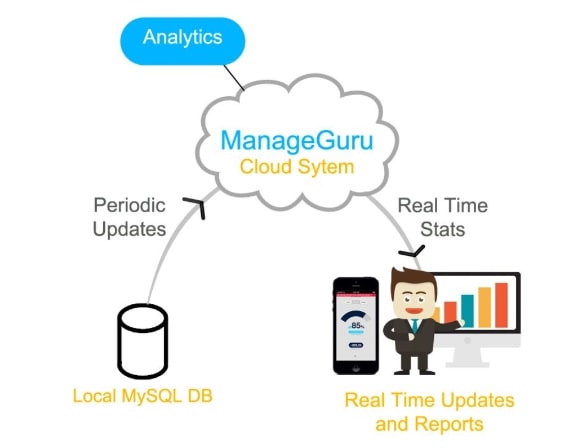 Analytics
ManageGuru
Cloud Sytem
Periodic
Updates
Real Time
Stats
85%
Local MySQL DB
Real Time Updates
and Reports